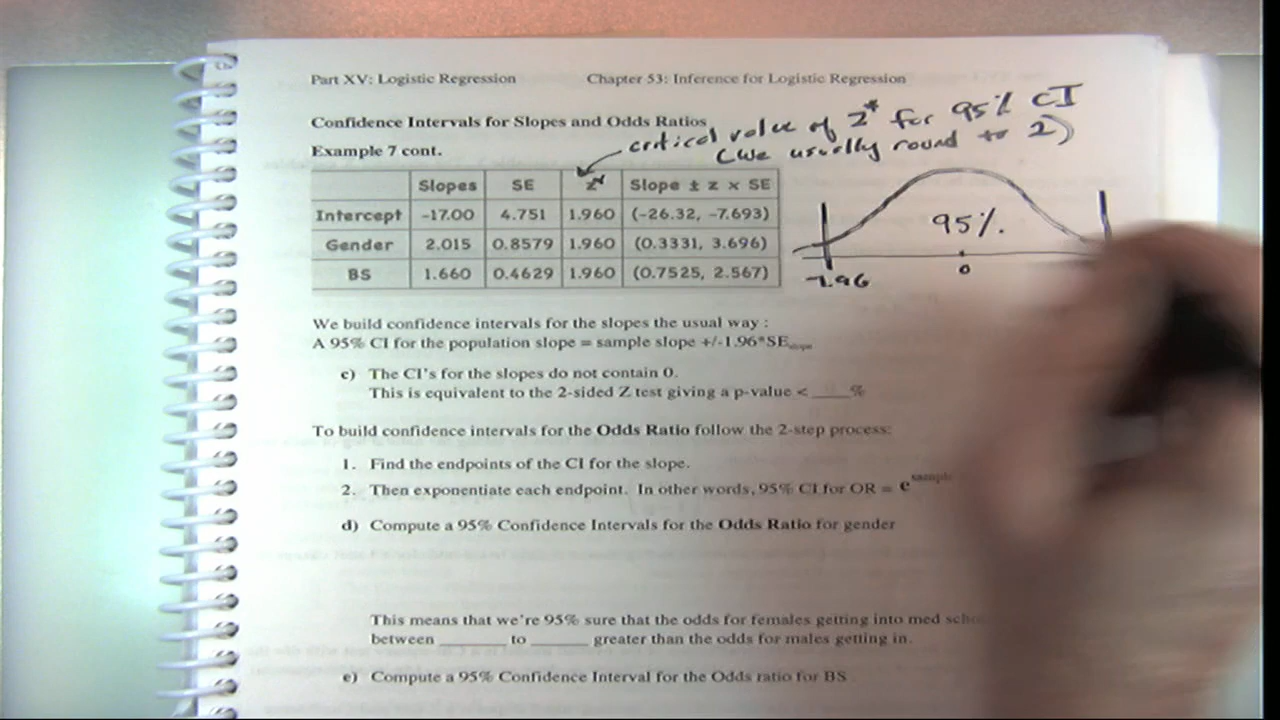 Part XV: Logistic Regression Chapter 53: Inference for Logistic Regression
critical value of z* for 95% CI
(we usually round to 2)
Confidence Intervals for Slopes and Odds Ratios
Example 7 cont.
Slopes SE z* Slope ± z x SE
Intercept -17.00 4.751 1.960 (-26.32, -7.693)
Gender 2.015 0.8579 1.960 (0.3331, 3.696)
BS 1.660 0.4629 1.960 (0.7525, 2.567)
95%
-1.96 0
We build confidence intervals for the slopes the usual way :
A 95% CI for the population slope = sample slope +/-1.96*SEslope
c) The CI's for the slopes do not contain 0.
This is equivalent to the 2-sided Z test giving a p-value < ____%
To build confidence intervals for the Odds Ratio follow the 2-step process:
1. Find the endpoints of the CI for the slope.
2. Then exponentiate each endpoint. In other words, 95% CI for OR = e sample
d) Compute a 95% Confidence Intervals for the Odds Ratio for gender
This means that we're 95% sure that the odds for females getting into med
between _______ to ______ greater than the odds for males getting in.
e) Compute a 95% Confidence Interval for the Odds ratio for BS